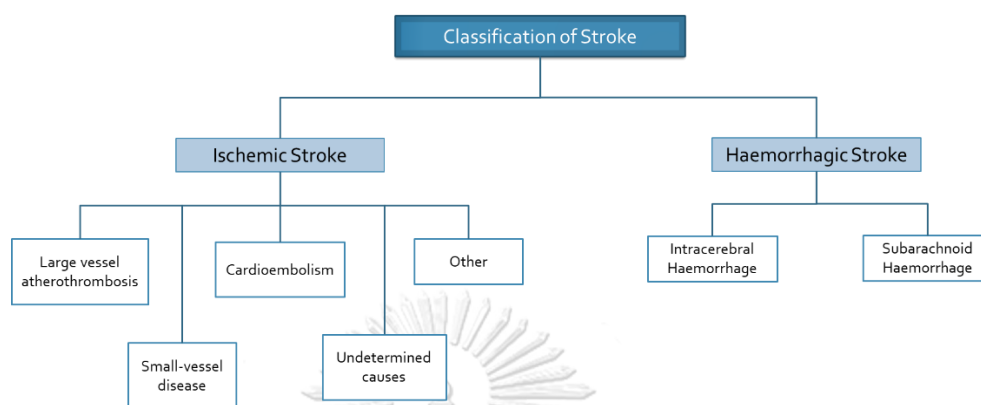 Classification of Stroke
Ischemic Stroke
Haemorrhagic Stroke
Large vessel
atherothrombosis
Cardioembolism
Other
Intracerebral
Haemorrhage
Subarachnoid
Haemorrhage
Small-vessel
disease
Undetermined
causes